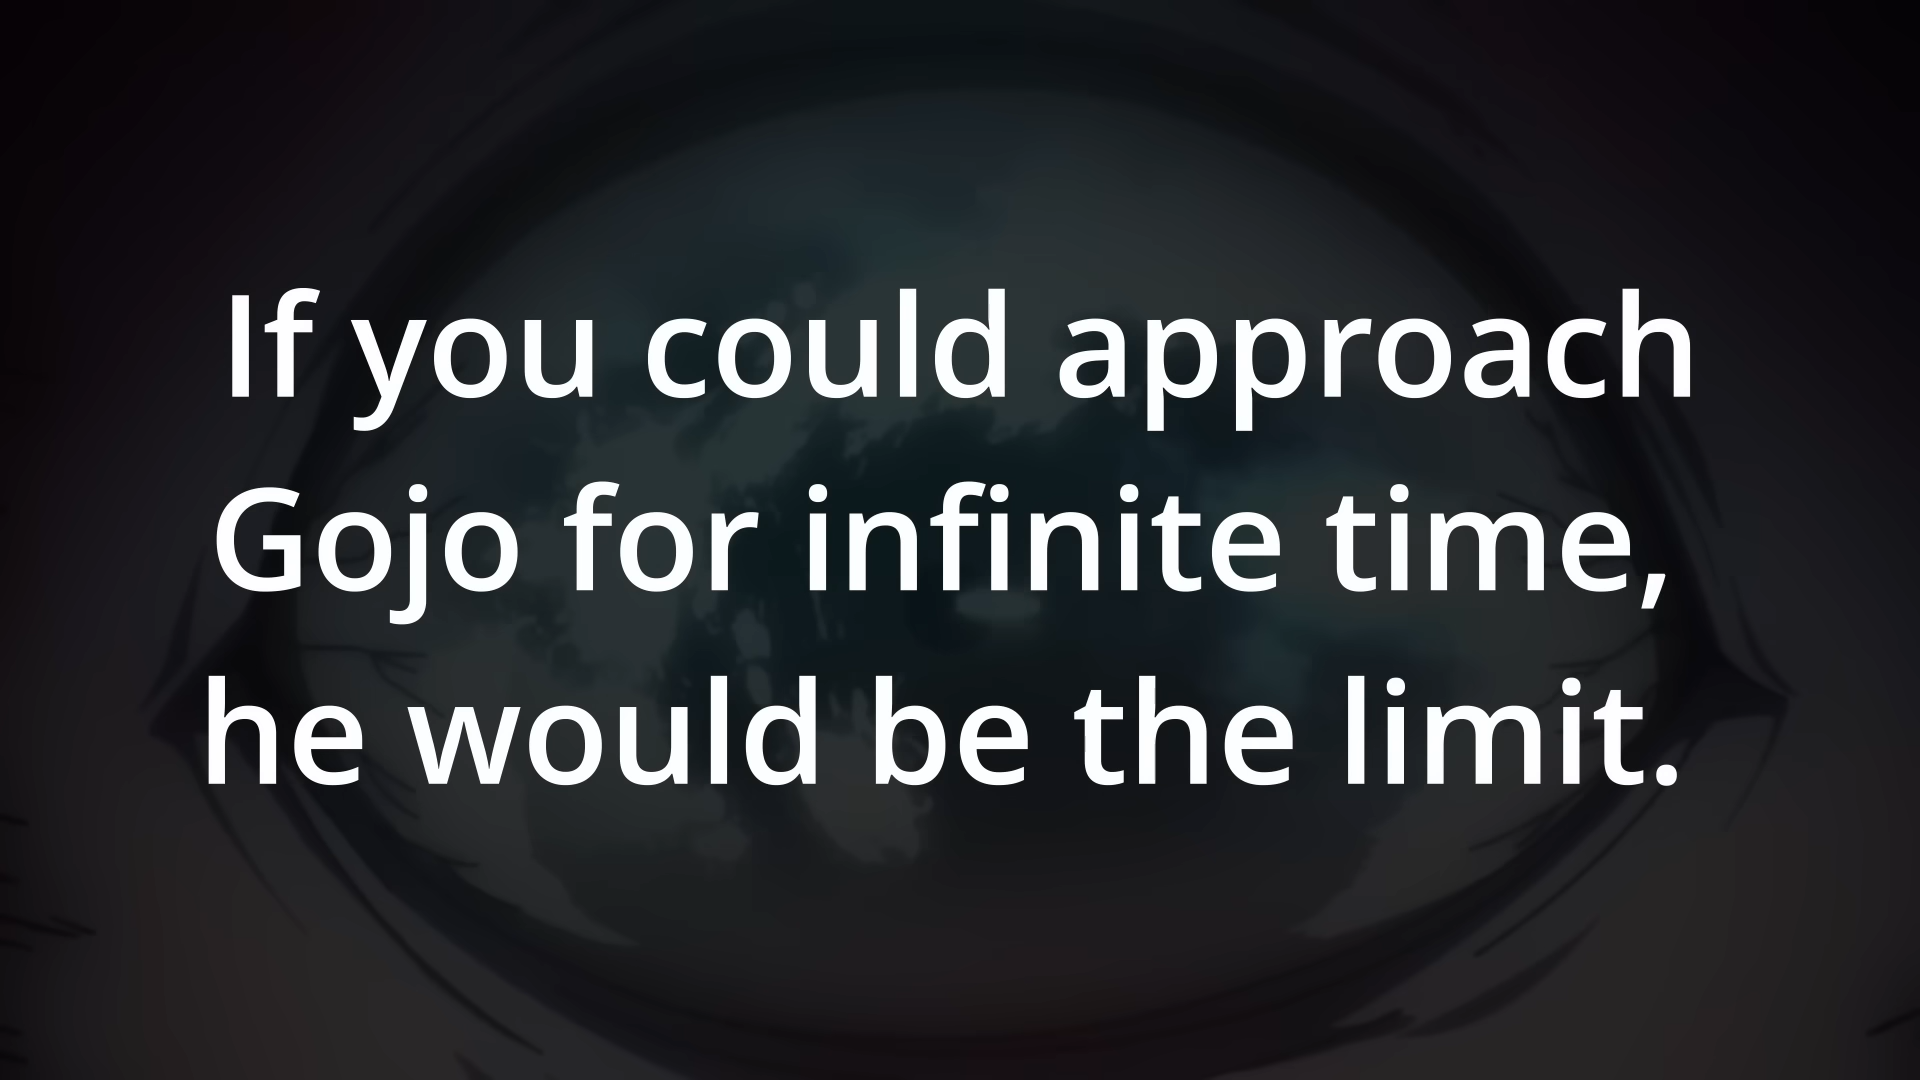 If you could approach
Gojo for infinite time,
he would be the limit.